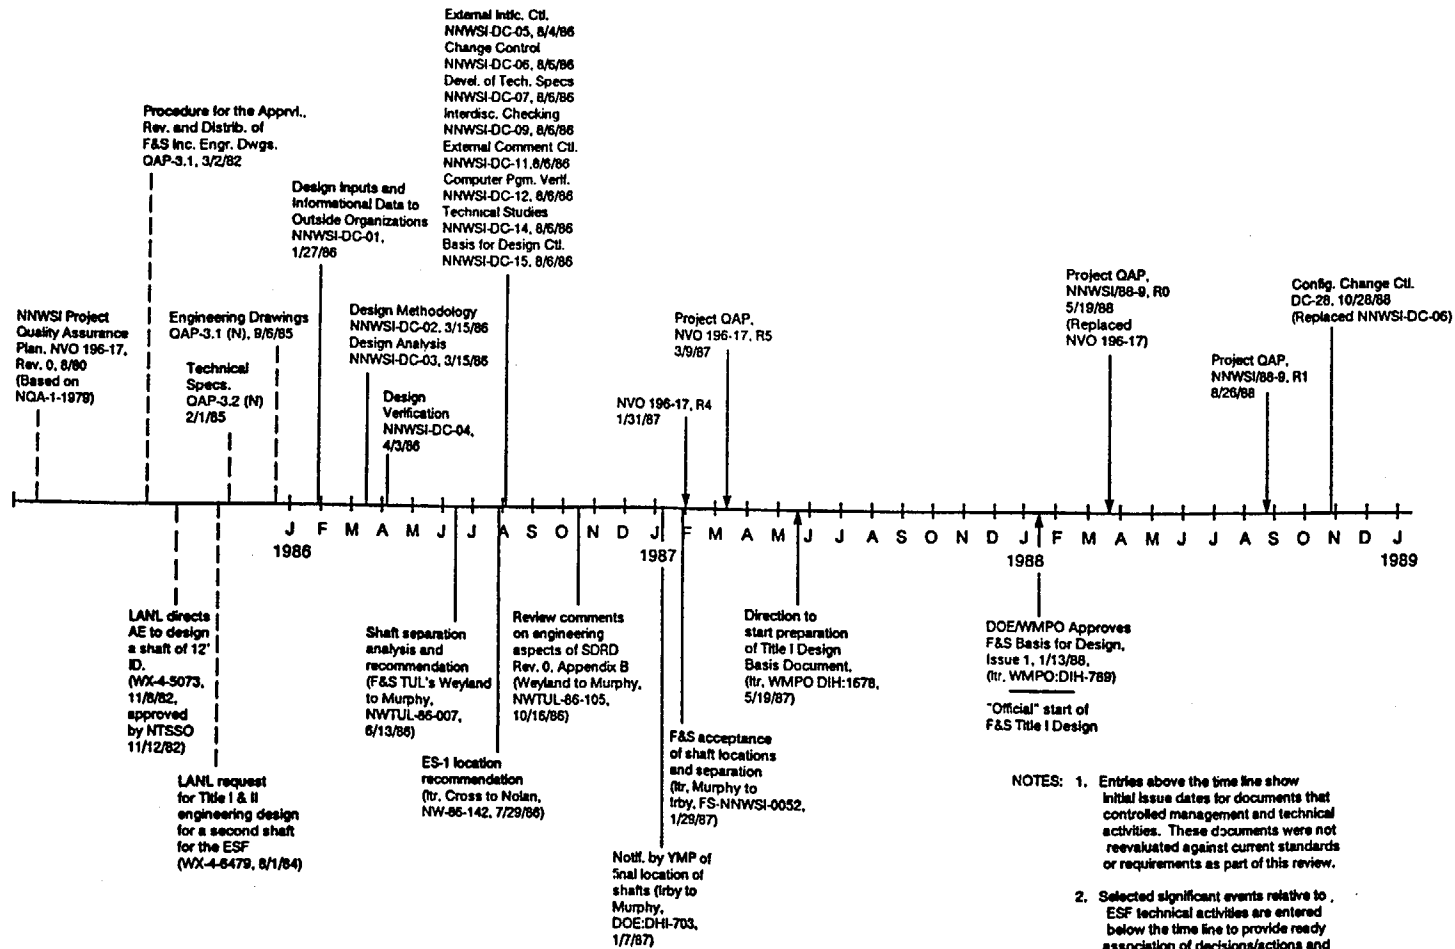 External Intfc. Ctl.
NNWSI-DC-05, 8/4/86
Change Control
NNWSI-DC-06, 8/6/86
Devel. of Tech. Specs
NNWSI-DC-07, 8/6/86
Interdisc. Checking
NNWSI-DC-09, 8/6/86
External Comment Ctl.
NNWSI-DC-11,8/6/86
Computer Pgm. Verif.
NNWSI-DC-12, 8/6/86
Technical Studies
NNWSI-DC-14, 8/6/86
Basis for Design Ctl.
NNWSI-DC-15, 8/6/86
Procedure for the Apprvl.,
Rev. and Distrib. of
F&S Inc. Engr. Dwgs.
QAP-3.1, 3/2/82
Design Inputs and
Informational Data to
Outside Organizations
NNWSI-DC-01,
1/27/86
NNWSI Project
Quality Assurance
Plan, NVO 196-17,
Rev. 0, 8/80
(Based on
NQA-1-1979)
Engineering Drawings
QAP-3.1 (N), 9/6/85
Technical
Specs.
QAP-3.2 (N)
2/1/85
Design Methodology
NNWSI-DC-02, 3/15/86
Design Analysis
NNWSI-DC-03, 3/15/86
Design
Verification
NNWSI-DC-04,
4/3/86
NVO 196-17, R4
1/31/87
Project QAP,
NVO 196-17, R5
3/9/87
Project QAP,
NNWSI/88-9, R0
5/19/88
(Replaced
NVO 196-17)
Project QAP,
NNWSI/88-9, R1
8/26/88
Config. Change Ctl.
DC-28, 10/28/88
(Replaced NNWSI-DC-06)
J F M A M J J A S O N D J F M A M J J A S O N D J F M A M J J A S O N D J
1986 1987 1988 1989
LANL directs
AE to design
a shaft of 12'
ID.
(WX-4-5073,
11/8/82,
approved
by NTSSO
11/12/82)
LANL request
for Title I & II
engineering design
for a second shaft
for the ESF
(WX-4-6479, 8/1/84)
Shaft separation
analysis and
recommendation
(F&S TUL's Weyland
to Murphy,
NWTUL-86-007,
6/13/86)
ES-1 location
recommendation
(ltr. Cross to Nolan,
NW-86-142, 7/29/86)
Review comments
on engineering
aspects of SDRD
Rev. 0, Appendix B
(Weyland to Murphy,
NWTUL-86-105,
10/16/86)
Notif. by YMP of
final location of
shafts (Irby to
Murphy,
DOE:DHI-703,
1/7/87)
F&S acceptance
of shaft locations
and separation
(ltr, Murphy to
Irby, FS-NNWSI-0052,
1/29/87)
Direction to
start preparation
of Title I Design
Basis Document,
(ltr, WMPO DIH:1678,
5/19/87)
DOE/WMPO Approves
F&S Basis for Design,
Issue 1, 1/13/88,
(ltr. WMPO:DIH-789)
"Official" start of
F&S Title I Design
NOTES: 1. Entries above the time line show
initial issue dates for documents that
controlled management and technical
activities. These documents were not
reevaluated against current standards
or requirements as part of this review.
2. Selected significant events relative to
ESF technical activities are entered
below the time line to provide ready
association of decisions/actions and